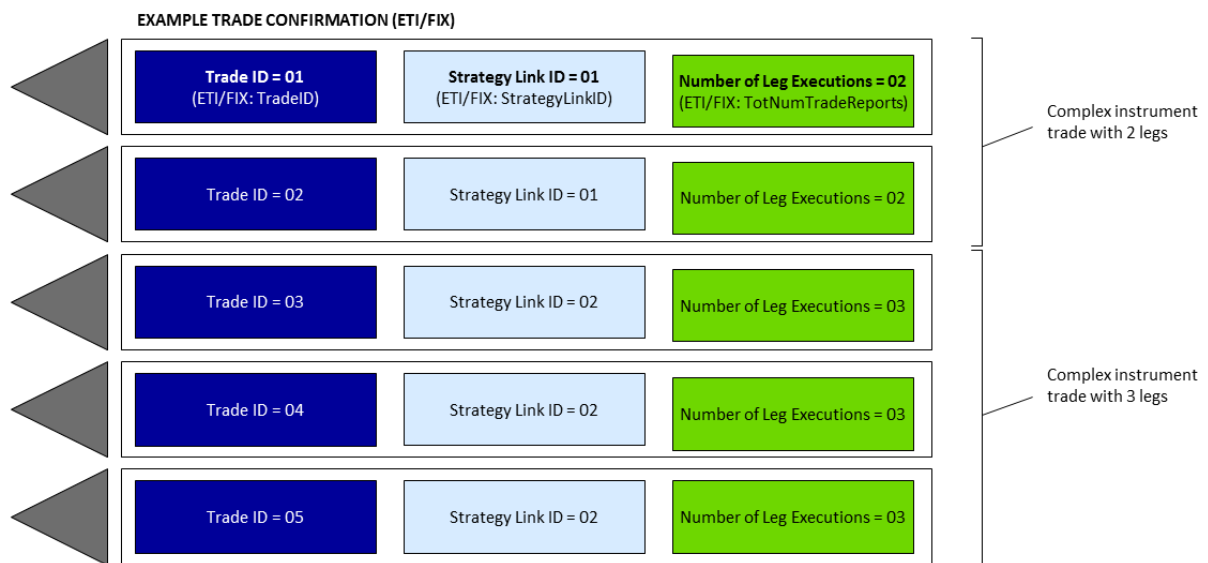 EXAMPLE TRADE CONFIRMATION (ETI/FIX)
Trade ID = 01
(ETI/FIX: TradeID)
Strategy Link ID = 01
(ETI/FIX: StrategyLinkID)
Number of Leg Executions = 02
(ETI/FIX: TotNumTradeReports)
Complex instrument
trade with 2 legs
Trade ID = 02
Strategy Link ID = 01
Number of Leg Executions = 02
Trade ID = 03
Strategy Link ID = 02
Number of Leg Executions = 03
Trade ID = 04
Strategy Link ID = 02
Number of Leg Executions = 03
Complex instrument
trade with 3 legs
Trade ID = 05
Strategy Link ID = 02
Number of Leg Executions = 03